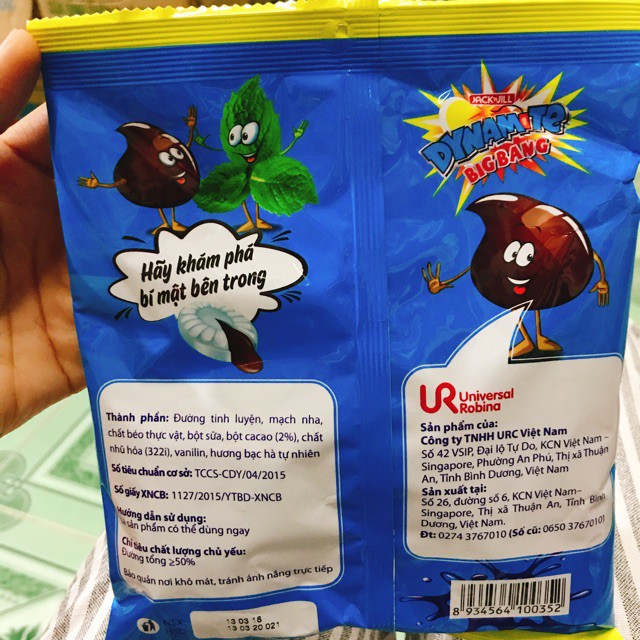 Hãy khám phá
bí mật bên trong
Thành phần: Đường tinh luyện, mạch nha,
chất béo thực vật, bột sữa, bột cacao (2%), chất
nhũ hóa (322i), vanilin, hương bạc hà tự nhiên
Số tiêu chuẩn cơ sở: TCCS-CDY/04/2015
Số giấy XNCB: 1127/2015/YTBD-XNCB
Hướng dẫn sử dụng:
sản phẩm có thể dùng ngay
Chỉ tiêu chất lượng chủ yếu:
Đường tổng ≥50%
Bảo quản nơi khô mát, tránh ánh nắng trực tiếp
NSX
13 03 18
13 03 20 021
JACK'nJILL
DYNAMITe
BIG BANG
UR Universal
Robina
Sản phẩm của:
Công ty TNHH URC Việt Nam
Số 42 VSIP, Đại lộ Tự Do, KCN Việt Nam –
Singapore, Phường An Phú, Thị xã Thuận
An, Tỉnh Bình Dương, Việt Nam
Sản xuất tại:
Số 26, đường số 6, KCN Việt Nam–
Singapore, Thị xã Thuận An, Tỉnh Bình
Dương, Việt Nam.
Đt: 0274 3767010 (Số cũ: 0650 3767010)
8 934564 100352